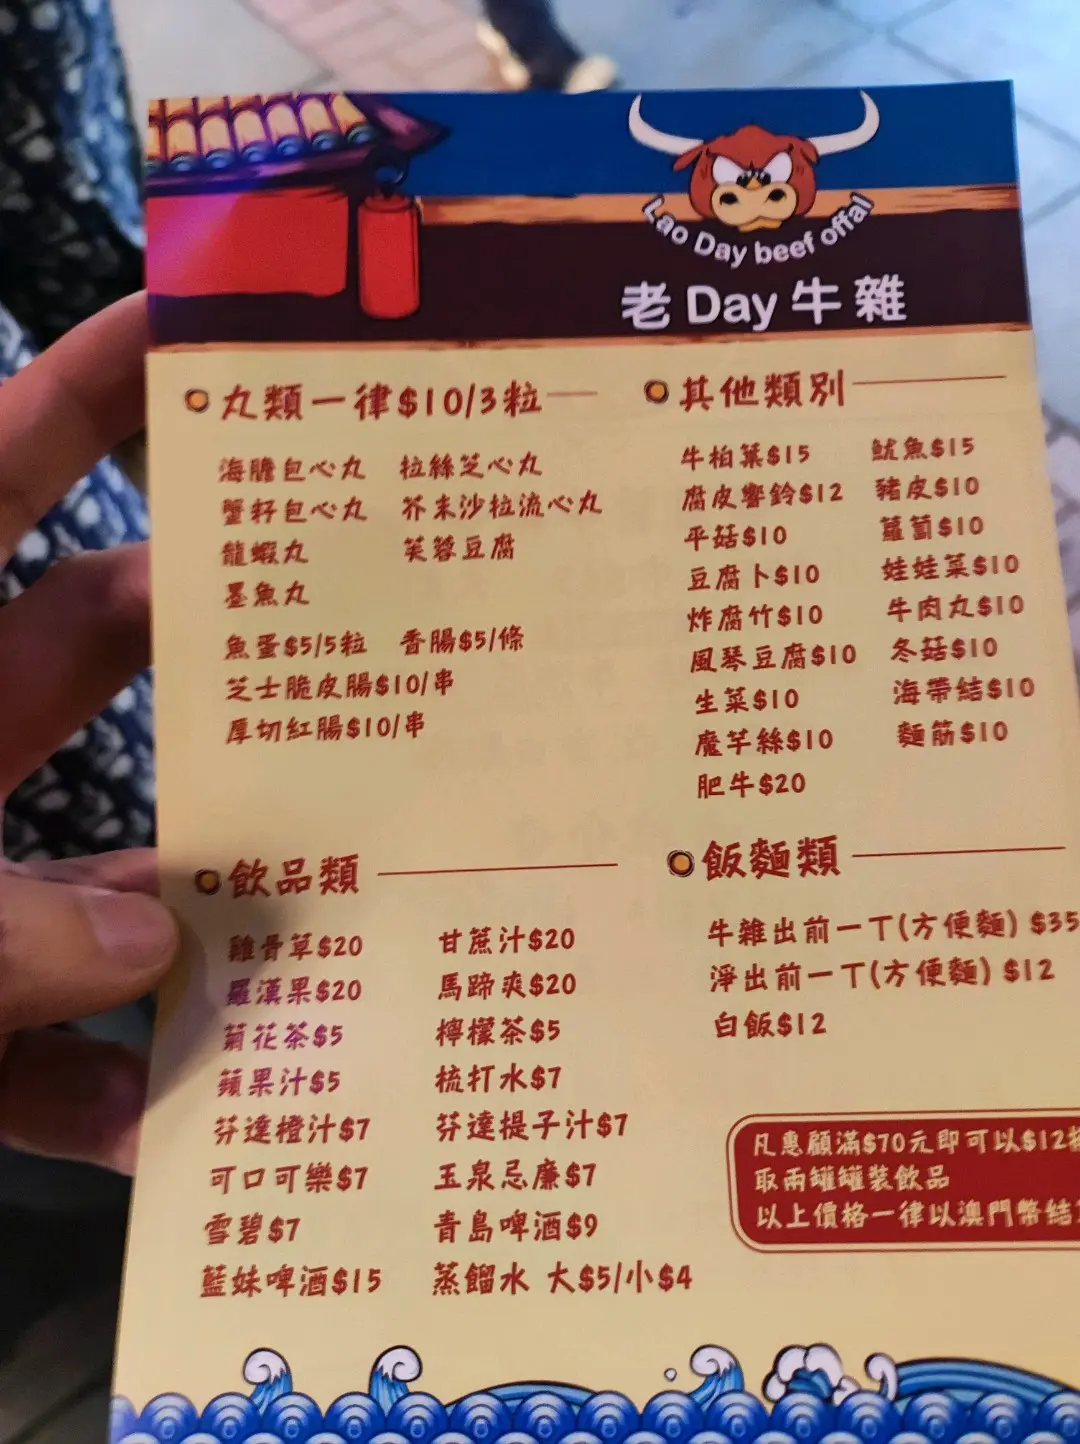 Lao Day beef offal
老Day牛雜
丸類一律$10/3粒
海膽包心丸 拉絲芝心丸
蟹籽包心丸 芥末沙拉流心丸
龍蝦丸 芙蓉豆腐
墨魚丸
魚蛋$5/5粒 香腸$5/條
芝士脆皮腸$10/串
厚切紅腸$10/串
其他類別
牛柏葉$15 魷魚$15
腐皮響鈴$12 豬皮$10
平菇$10 蘿蔔$10
豆腐卜$10 娃娃菜$10
炸腐竹$10 牛肉丸$10
風琴豆腐$10 冬菇$10
生菜$10 海帶結$10
魔芋絲$10 麵筋$10
肥牛$20
飲品類
雞骨草$20 甘蔗汁$20
羅漢果$20 馬蹄爽$20
菊花茶$5 檸檬茶$5
蘋果汁$5 梳打水$7
芬達橙汁$7 芬達提子汁$7
可口可樂$7 玉泉忌廉$7
雪碧$7 青島啤酒$9
藍妹啤酒$15 蒸餾水 大$5/小$4
飯麵類
牛雜出前一丁(方便麵) $35
淨出前一丁(方便麵) $12
白飯$12
凡惠顧滿$70元即可以$12
取兩罐罐裝飲品
以上價格一律以澳門幣結